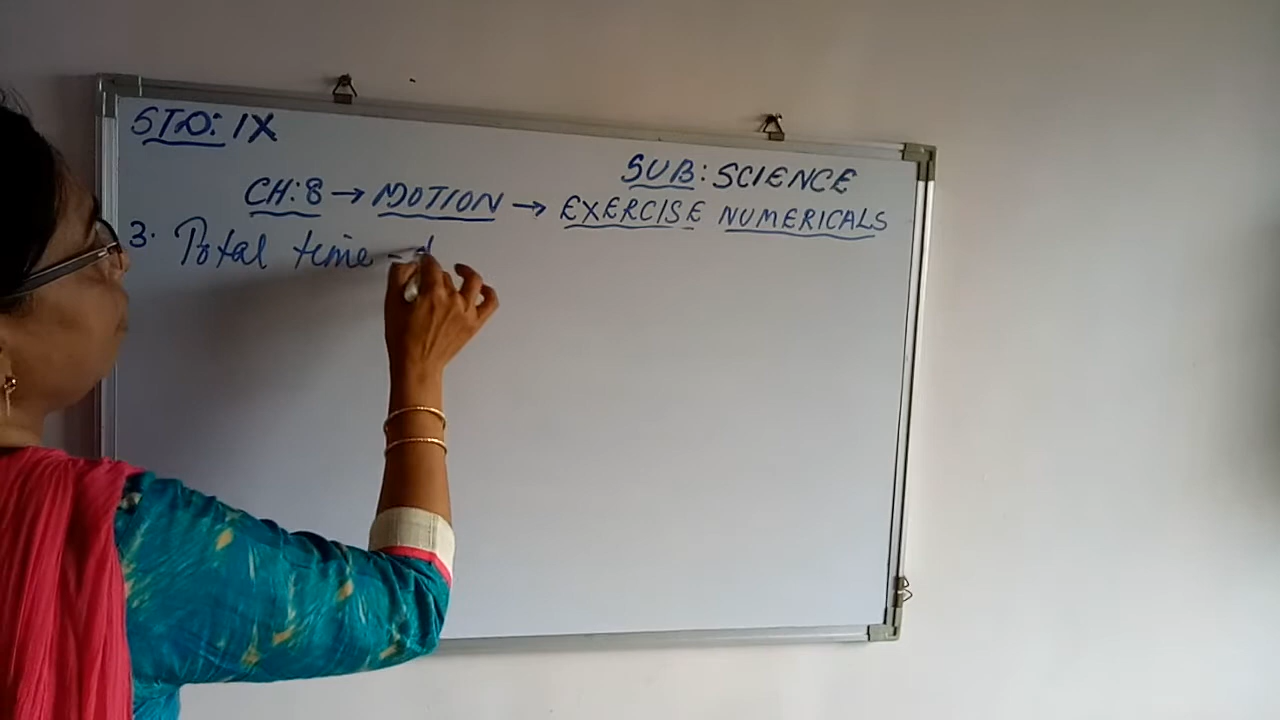 STD: IX
SUB: SCIENCE
CH:8 → MOTION → EXERCISE NUMERICALS
3. Total time -